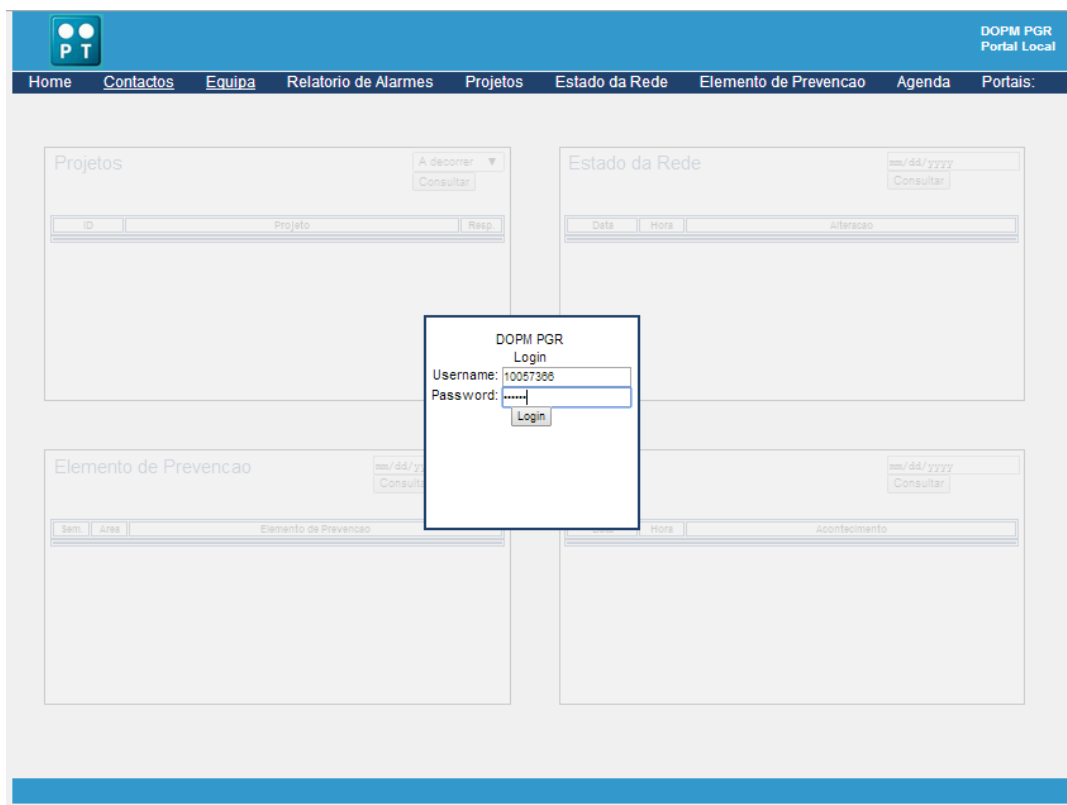 P T
DOPM PGR
Portal Local
Home Contactos Equipa Relatorio de Alarmes Projetos Estado da Rede Elemento de Prevencao Agenda Portais:
Projetos
A decorrer
Consultar
ID Projeto Resp.
Estado da Rede
mm/dd/yyyy
Consultar
Data Hora Alteracao
DOPM PGR
Login
Username: 10057366
Password: ••••••
Login
Elemento de Prevencao
mm/dd/yy
Consulta
Sem. Area Elemento de Prevencao
mm/dd/yyyy
Consultar
Hora Acontecimento